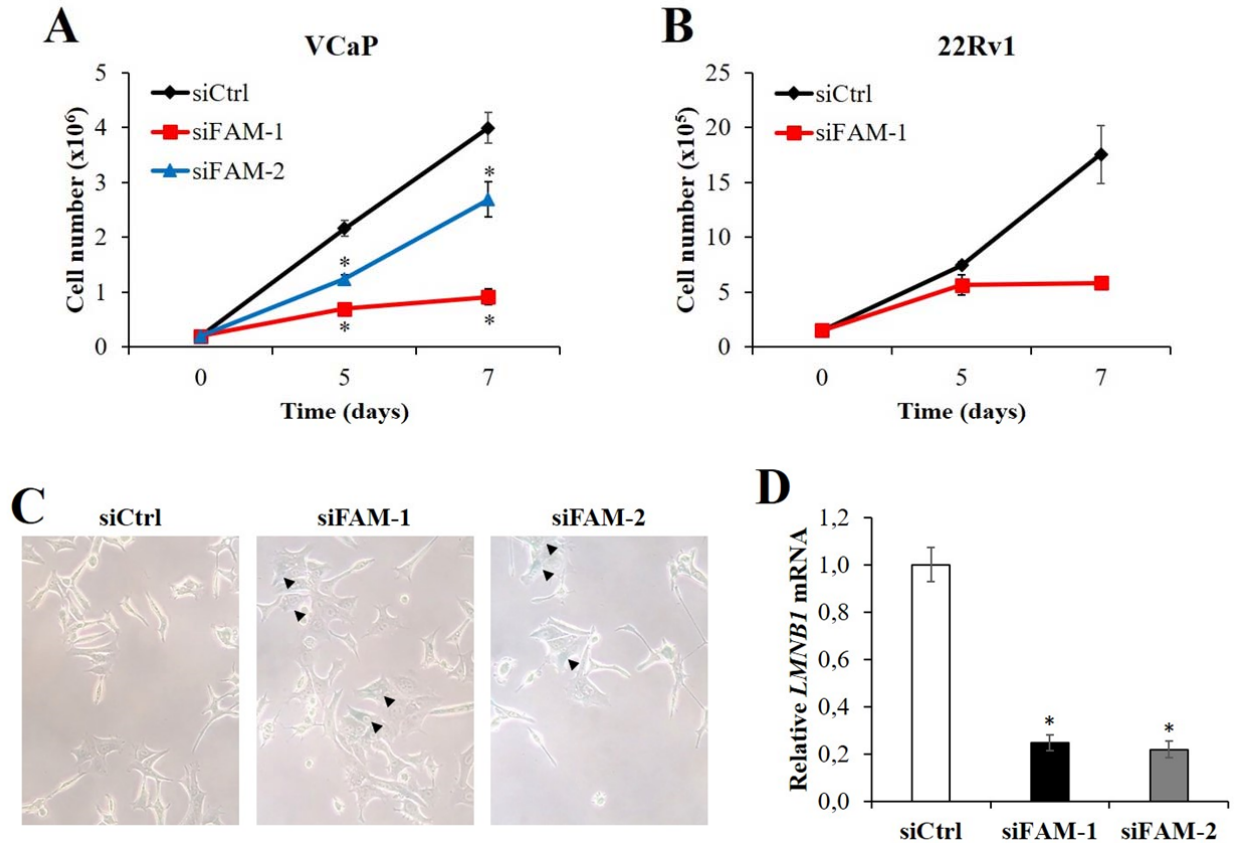 A
VCaP
siCtrl
siFAM-1
siFAM-2
Cell number (x10⁶)
5
4
3
2
1
0
*
*
*
*
0 5 7
Time (days)
B
22Rv1
siCtrl
siFAM-1
Cell number (x10⁵)
25
20
15
10
5
0
0 5 7
Time (days)
C
siCtrl siFAM-1 siFAM-2
D
Relative LMNB1 mRNA
1,2
1,0
0,8
0,6
0,4
0,2
0,0
* *
siCtrl siFAM-1 siFAM-2